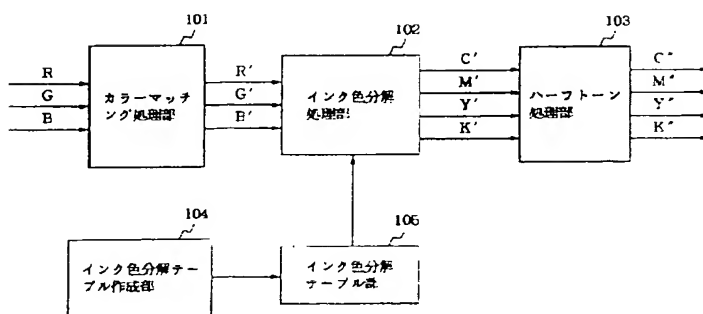 101
102
103
R
G
B
カラーマッチ
ング処理部
R′
G′
B′
インク色分解
処理部
C′
M′
Y′
K′
ハーフトーン
処理部
C″
M″
Y″
K″
104
105
インク色分解テー
ブル作成部
インク色分解
テーブル部